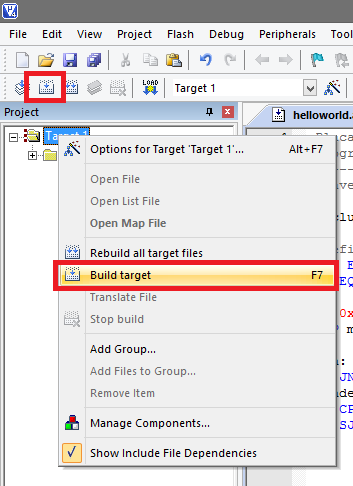 File Edit View Project Flash Debug Peripherals Tools
LOAD
Target 1
Project
helloworld.
Target 1
Options for Target 'Target 1'... Alt+F7
Open File
Open List File
Open Map File
Rebuild all target files
Build target F7
Translate File
Stop build
Add Group...
Add Files to Group...
Remove Item
Manage Components...
Show Include File Dependencies